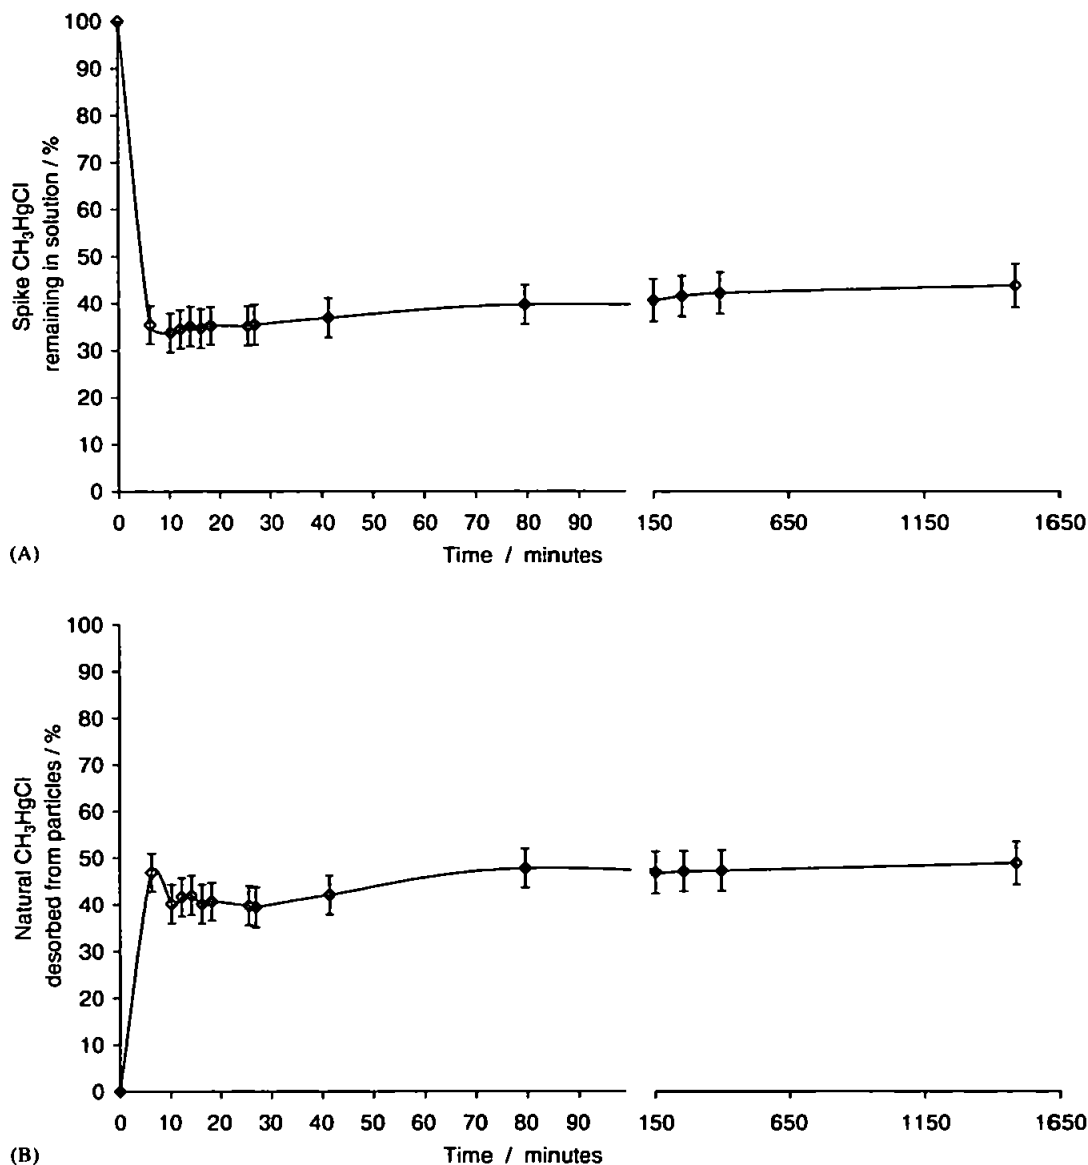 100
90
80
70
60
50
40
30
20
10
0
Spike CH₃HgCl
remaining in solution / %
0 10 20 30 40 50 60 70 80 90 150 650 1150 1650
Time / minutes
(A)
100
90
80
70
60
50
40
30
20
10
0
Natural CH₃HgCl
desorbed from particles / %
0 10 20 30 40 50 60 70 80 90 150 650 1150 1650
Time / minutes
(B)